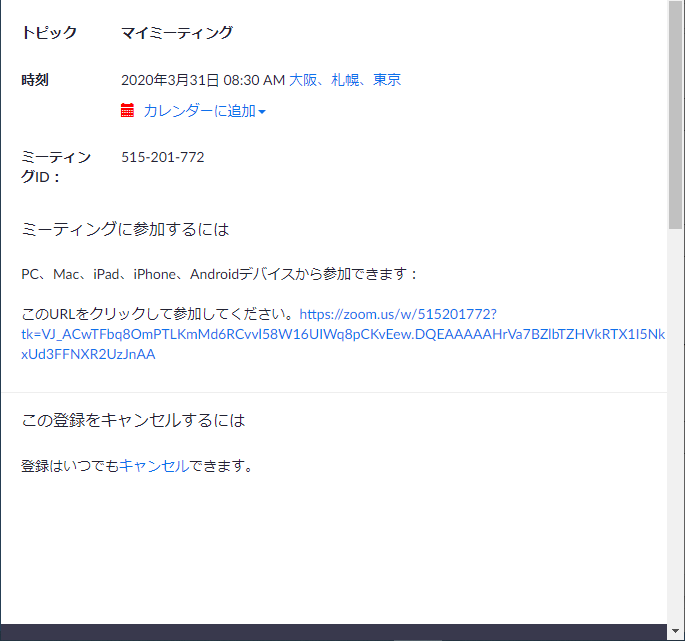 トピック マイミーティング
時刻 2020年3月31日 08:30 AM 大阪、札幌、東京
カレンダーに追加
ミーティン 515-201-772
グID：
ミーティングに参加するには
PC、Mac、iPad、iPhone、Androidデバイスから参加できます：
このURLをクリックして参加してください。https://zoom.us/w/515201772?
tk=VJ_ACwTFbq8OmPTLKmMd6RCvvI58W16UIWq8pCKvEew.DQEAAAAAHrVa7BZlbTZHVkRTX1I5Nk
xUd3FFNXR2UzJnAA
この登録をキャンセルするには
登録はいつでもキャンセルできます。